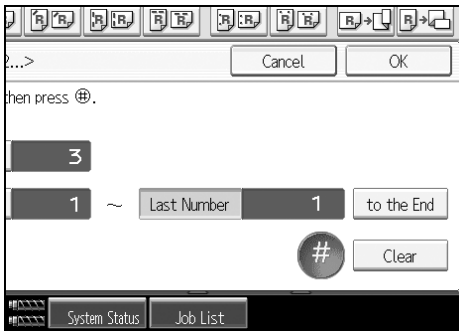 2...>
Cancel
OK
then press ⊕.
3
1 ~ Last Number 1 to the End
# Clear
System Status
Job List